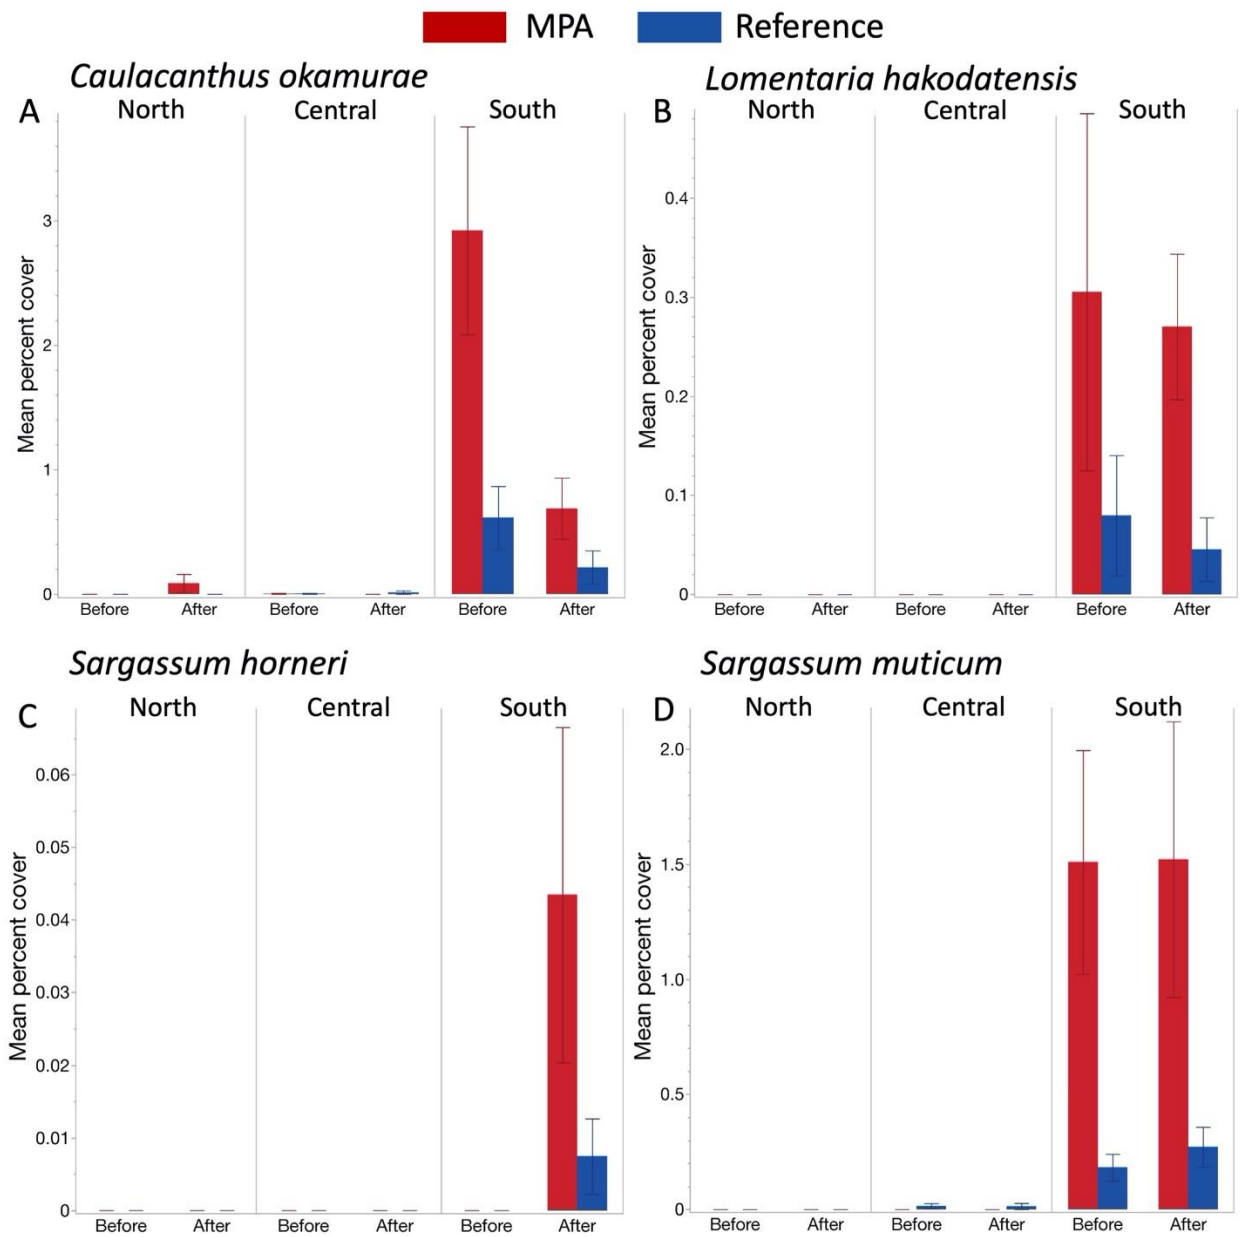 MPA Reference
Caulacanthus okamurae
A North Central South
Mean percent cover
3
2
1
0
Before After Before After Before After
Lomentaria hakodatensis
B North Central South
Mean percent cover
0.4
0.3
0.2
0.1
0
Before After Before After Before After
Sargassum horneri
C North Central South
Mean percent cover
0.06
0.05
0.04
0.03
0.02
0.01
0
Before After Before After Before After
Sargassum muticum
D North Central South
Mean percent cover
2.0
1.5
1.0
0.5
0
Before After Before After Before After